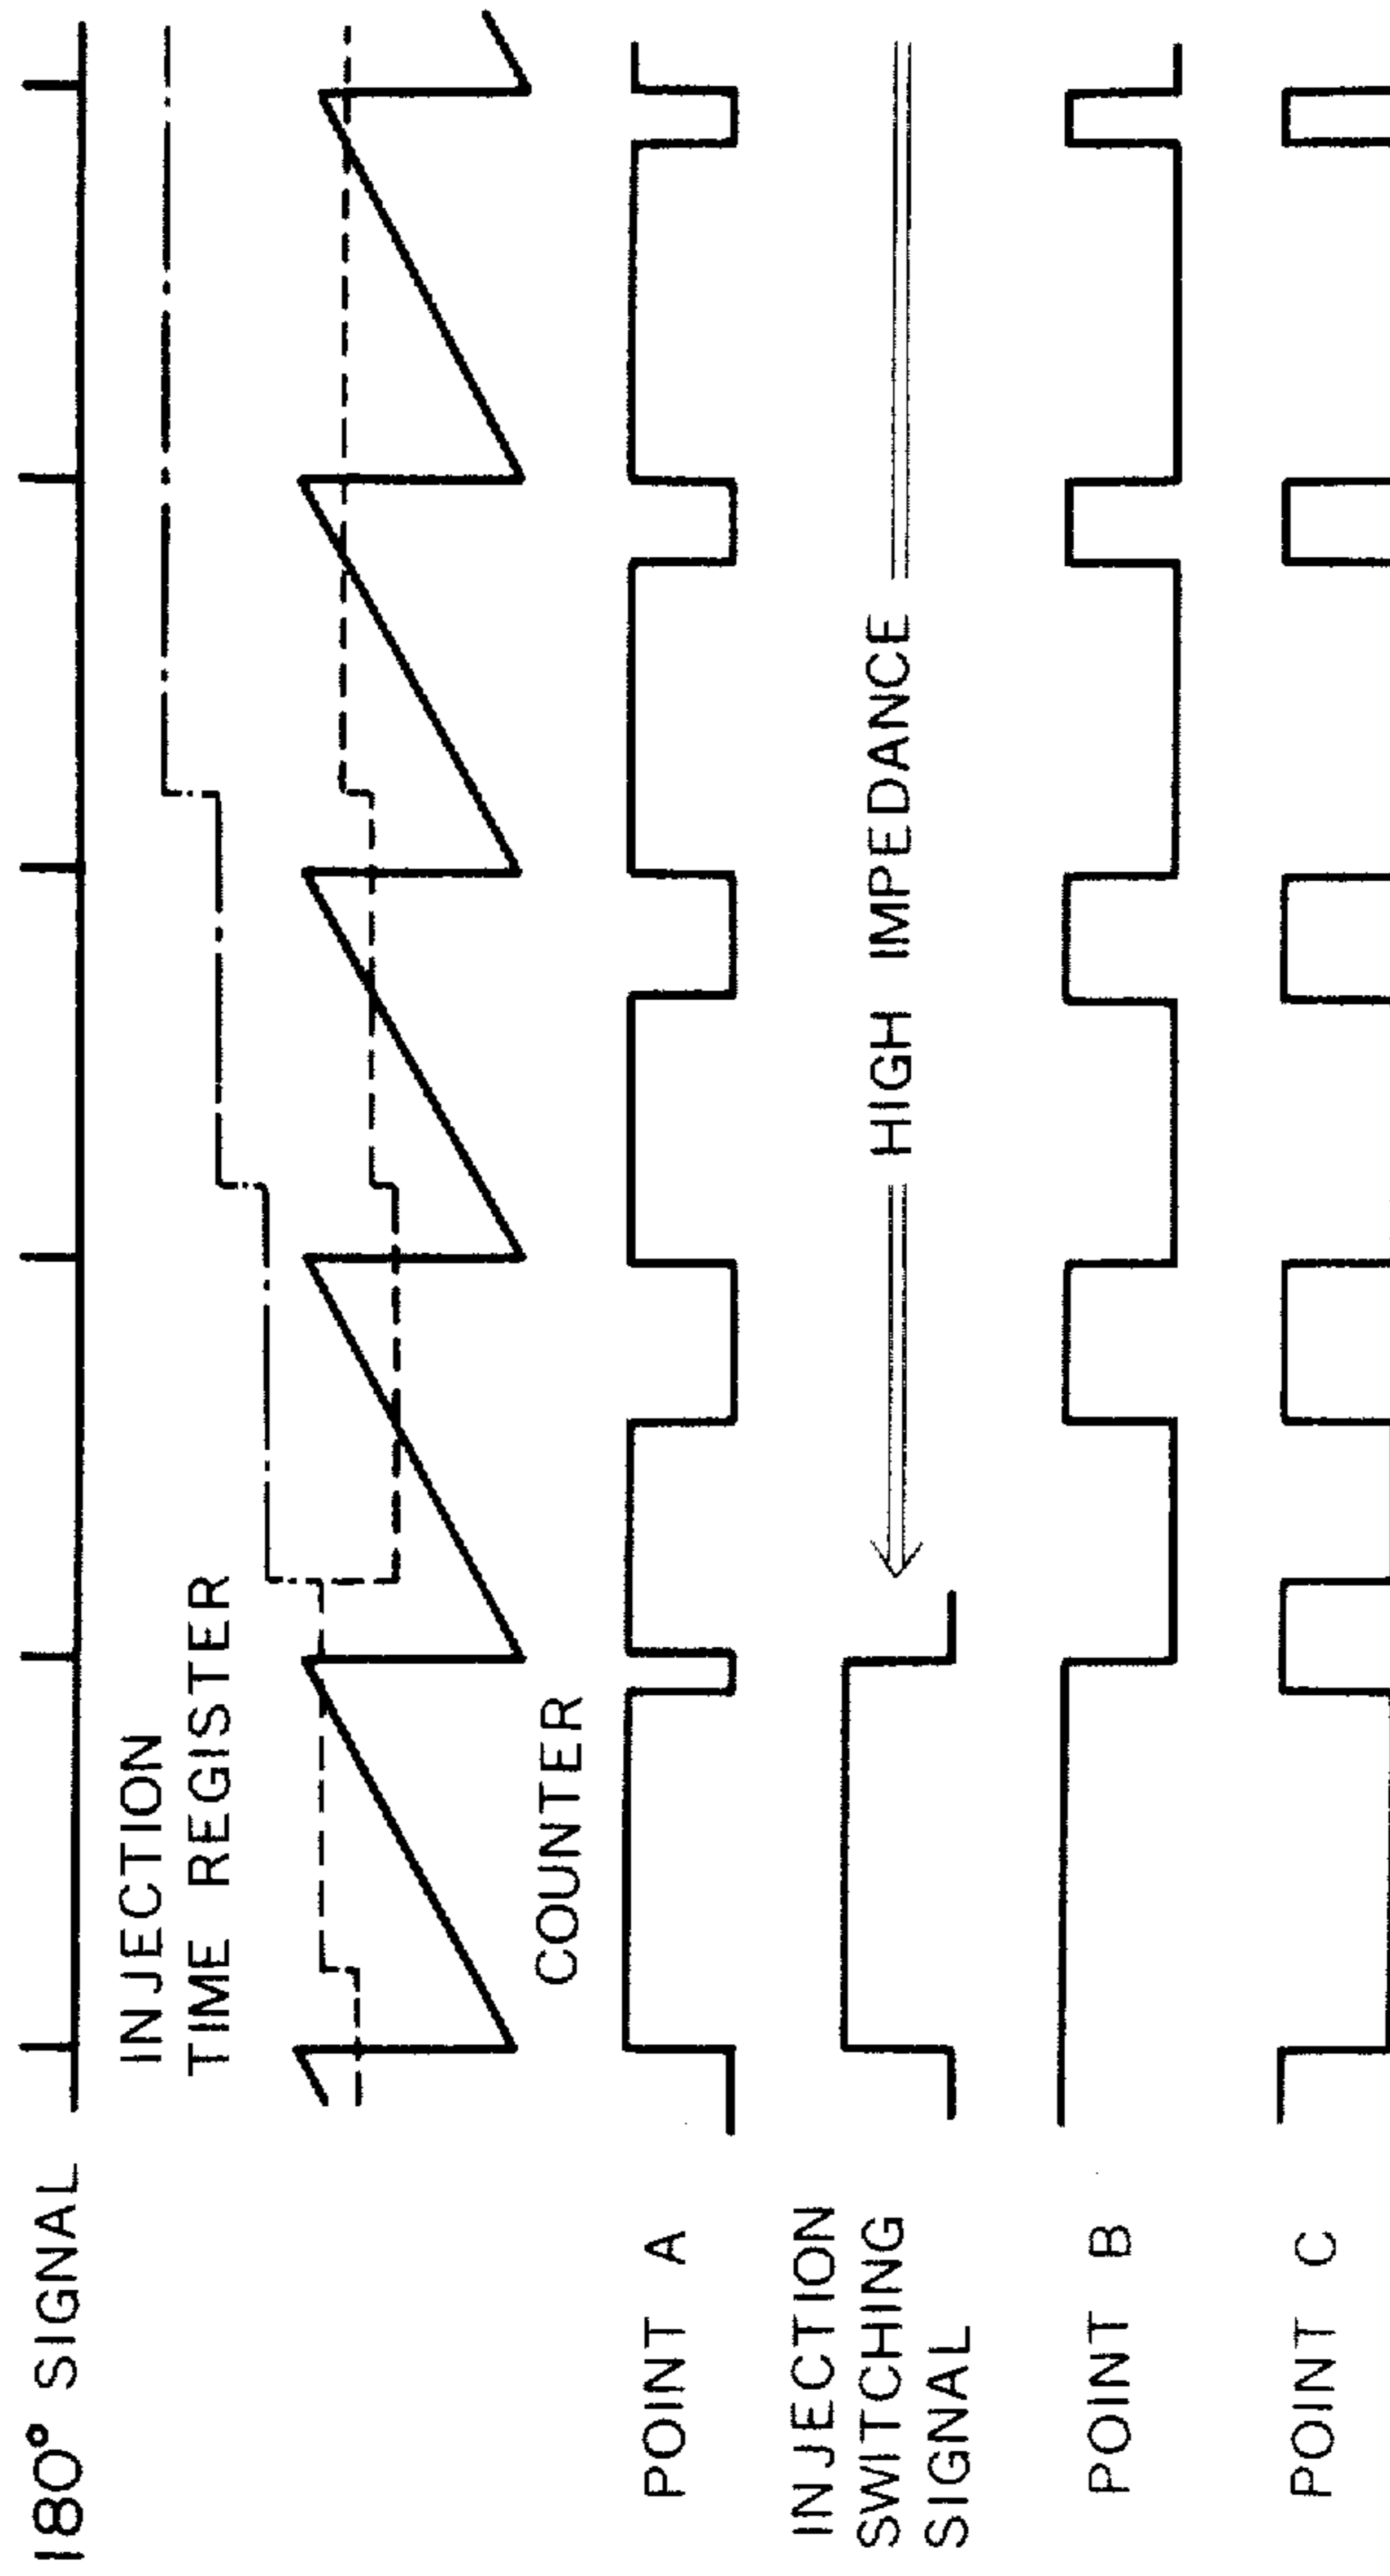 180° SIGNAL
INJECTION
TIME REGISTER
COUNTER
POINT A
INJECTION
SWITCHING
SIGNAL
HIGH IMPEDANCE
POINT B
POINT C